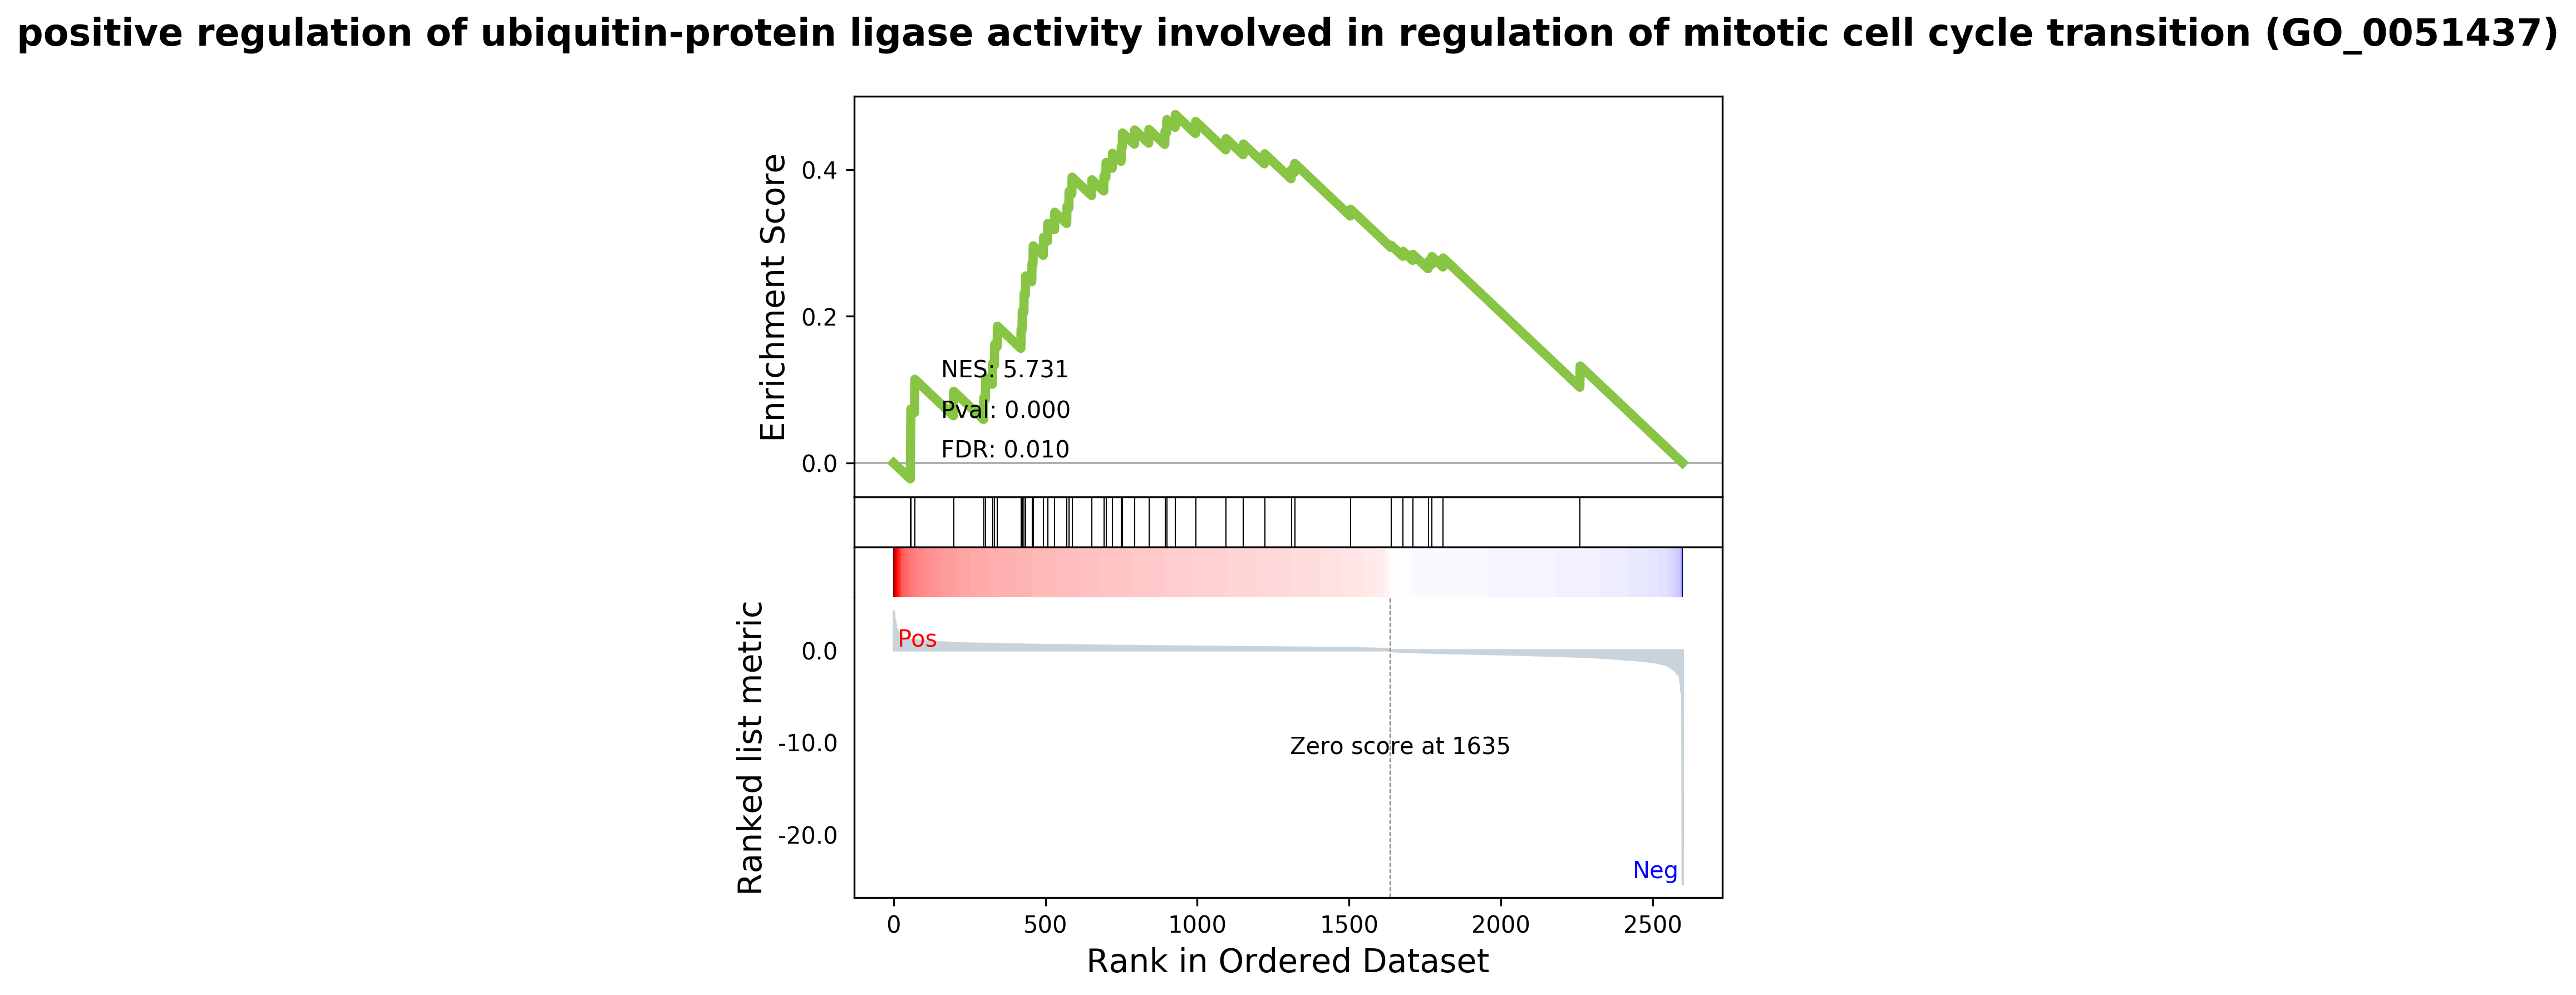 positive regulation of ubiquitin-protein ligase activity involved in regulation of mitotic cell cycle transition (GO_0051437)
Enrichment Score
0.4
0.2
0.0
NES: 5.731
Pval: 0.000
FDR: 0.010
Ranked list metric
0.0
-10.0
-20.0
Pos
Zero score at 1635
Neg
0 500 1000 1500 2000 2500
Rank in Ordered Dataset